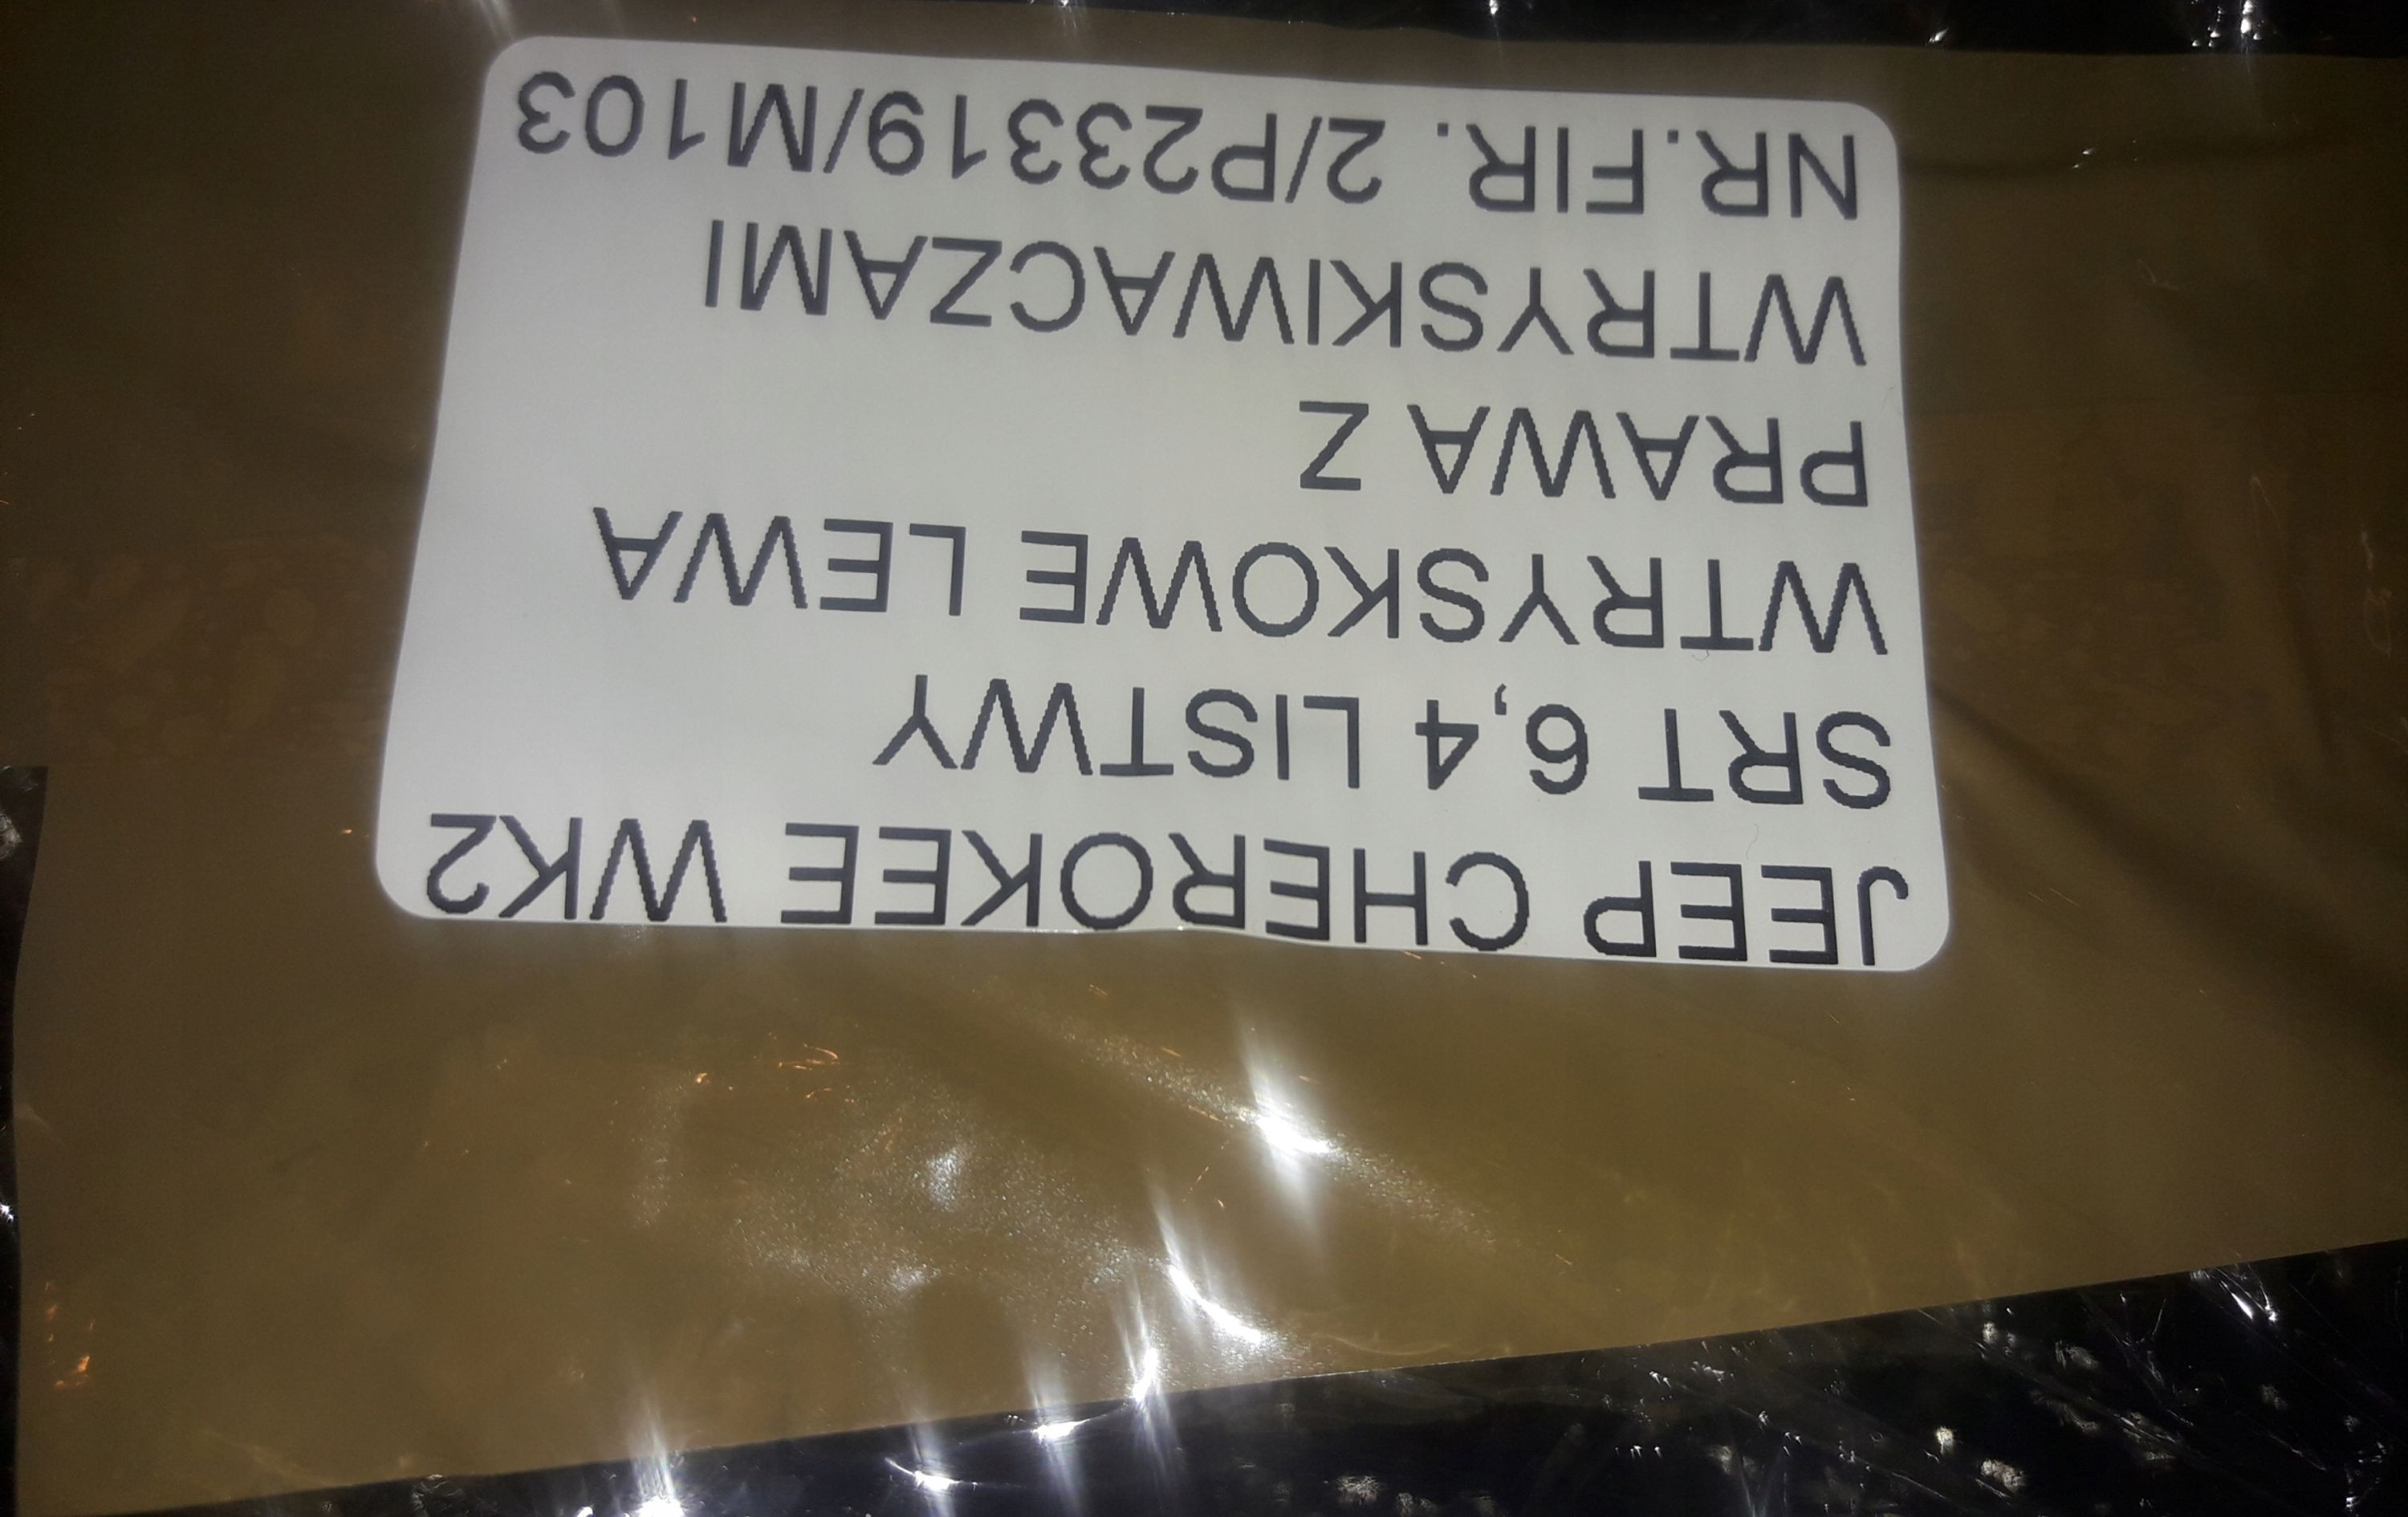 JEEP CHEROKEE WK2
SRT 6,4 LISTWY
WTRYSKOWE LEWA
PRAWA Z
WTRYSKIWACZAMI
NR.FIR. 2/P23319/M103